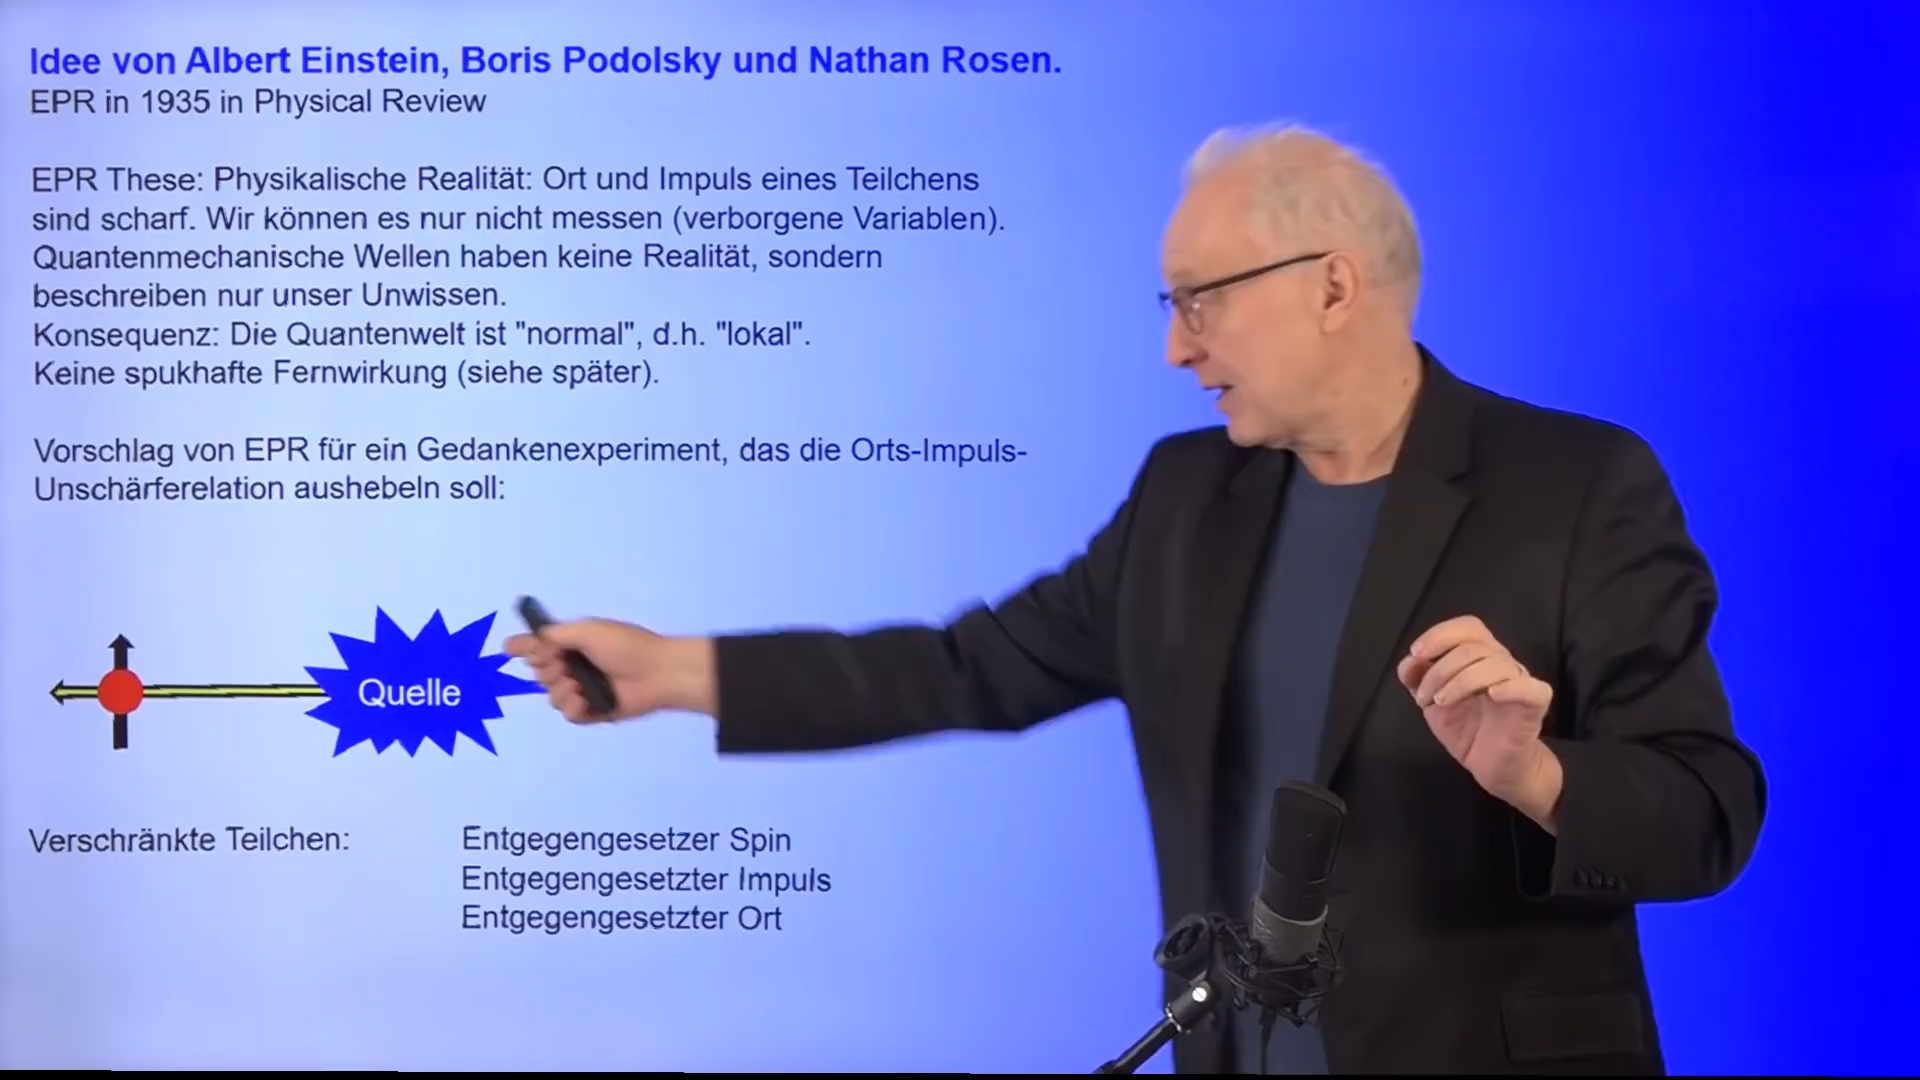 Idee von Albert Einstein, Boris Podolsky und Nathan Rosen.
EPR in 1935 in Physical Review
EPR These: Physikalische Realität: Ort und Impuls eines Teilchens
sind scharf. Wir können es nur nicht messen (verborgene Variablen).
Quantenmechanische Wellen haben keine Realität, sondern
beschreiben nur unser Unwissen.
Konsequenz: Die Quantenwelt ist "normal", d.h. "lokal".
Keine spukhafte Fernwirkung (siehe später).
Vorschlag von EPR für ein Gedankenexperiment, das die Orts-Impuls-
Unschärferelation aushebeln soll:
Quelle
Verschränkte Teilchen:
Entgegengesetzer Spin
Entgegengesetzter Impuls
Entgegengesetzter Ort